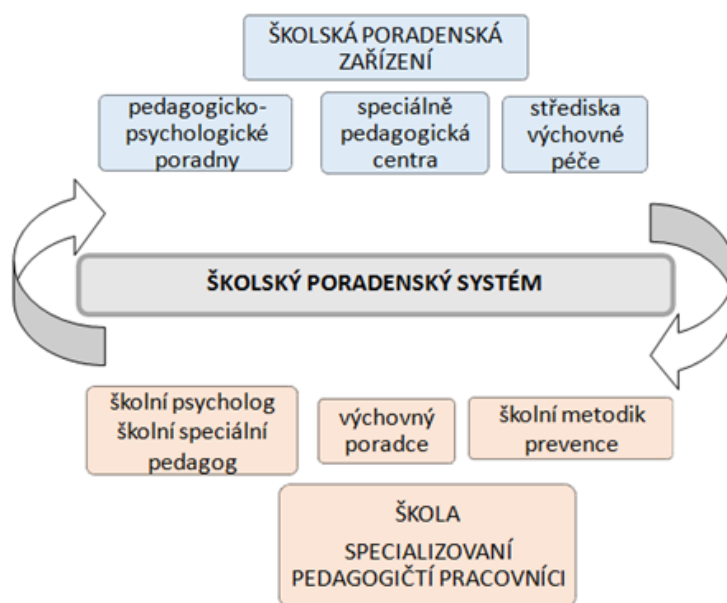 ŠKOLSKÁ PORADENSKÁ
ZAŘÍZENÍ
pedagogicko-
psychologické
poradny
speciálně
pedagogická
centra
střediska
výchovné
péče
ŠKOLSKÝ PORADENSKÝ SYSTÉM
školní psycholog
školní speciální
pedagog
výchovný
poradce
školní metodik
prevence
ŠKOLA
SPECIALIZOVANÍ
PEDAGOGIČTÍ PRACOVNÍCI